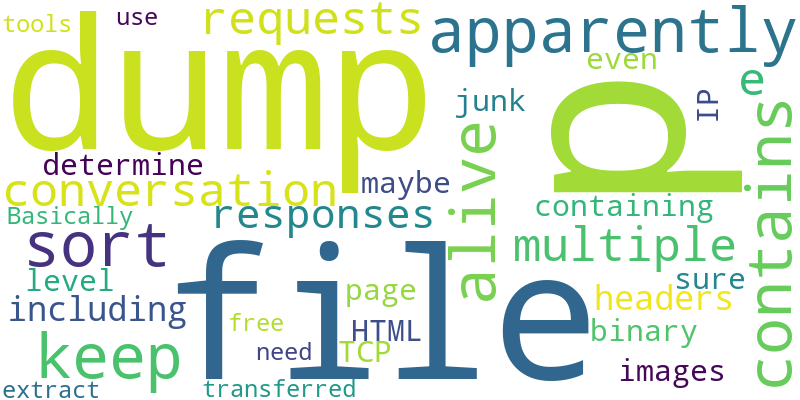 tools
use
requests
apparently
dump
even
e
junk
IP
p
determine
alive
contains
conversation
maybe
Basically
responses
containing
sort
multiple
level
sure
including
page
headers
file
free
HTML
binary
keep
need
TCP
images
extract
transferred